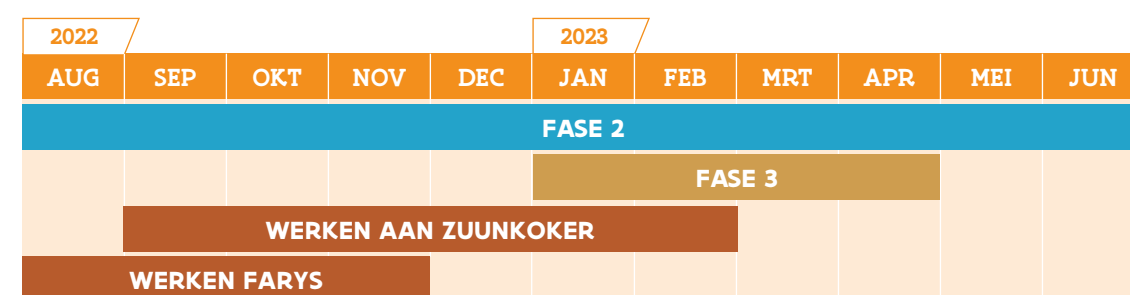 2022 2023
AUG SEP OKT NOV DEC JAN FEB MRT APR MEI JUN
FASE 2
FASE 3
WERKEN AAN ZUUNKOKER
WERKEN FARYS